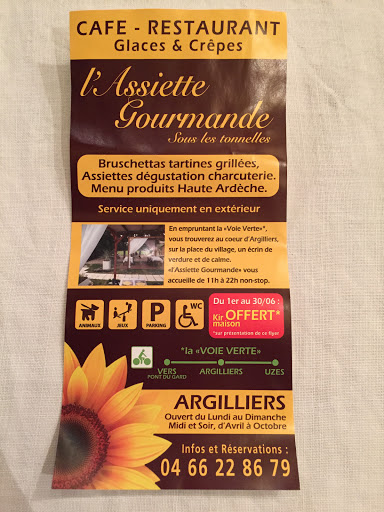 CAFE - RESTAURANT
Glaces & Crêpes
l'Assiette
Gourmande
Sous les tonnelles
Bruschettas tartines grillées,
Assiettes dégustation charcuterie.
Menu produits Haute Ardèche.
Service uniquement en extérieur
En empruntant la «Voie Verte»*,
vous trouverez au coeur d'Argilliers,
sur la place du village, un écrin de
verdure et de calme.
«l'Assiette Gourmande» vous
accueille de 11h à 22h non-stop.
ANIMAUX
JEUX
P
PARKING
WC
Du 1er au 30/06 :
Kir OFFERT*
maison
*sur présentation de ce flyer
*la «VOIE VERTE»
VERS
PONT DU GARD
ARGILLIERS
UZES
ARGILLIERS
Ouvert du Lundi au Dimanche
Midi et Soir, d'Avril à Octobre
Infos et Réservations :
04 66 22 86 79